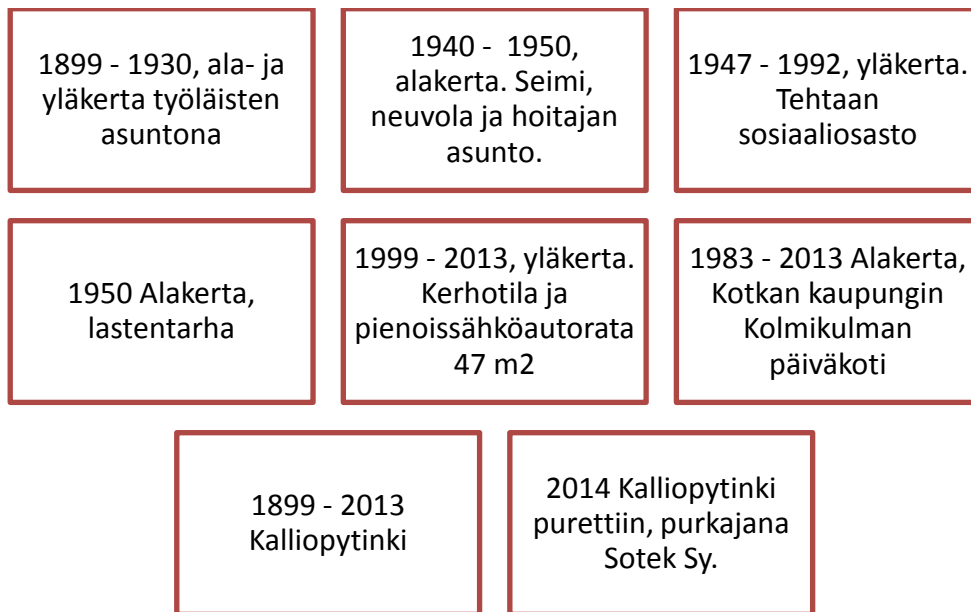 1899 - 1930, ala- ja
yläkerta työläisten
asuntona
1940 - 1950,
alakerta. Seimi,
neuvola ja hoitajan
asunto.
1947 - 1992, yläkerta.
Tehtaan
sosiaaliosasto
1950 Alakerta,
lastentarha
1999 - 2013, yläkerta.
Kerhotila ja
pienoissähköautorata
47 m2
1983 - 2013 Alakerta,
Kotkan kaupungin
Kolmikulman
päiväkoti
1899 - 2013
Kalliopytinki
2014 Kalliopytinki
purettiin, purkajana
Sotek Sy.